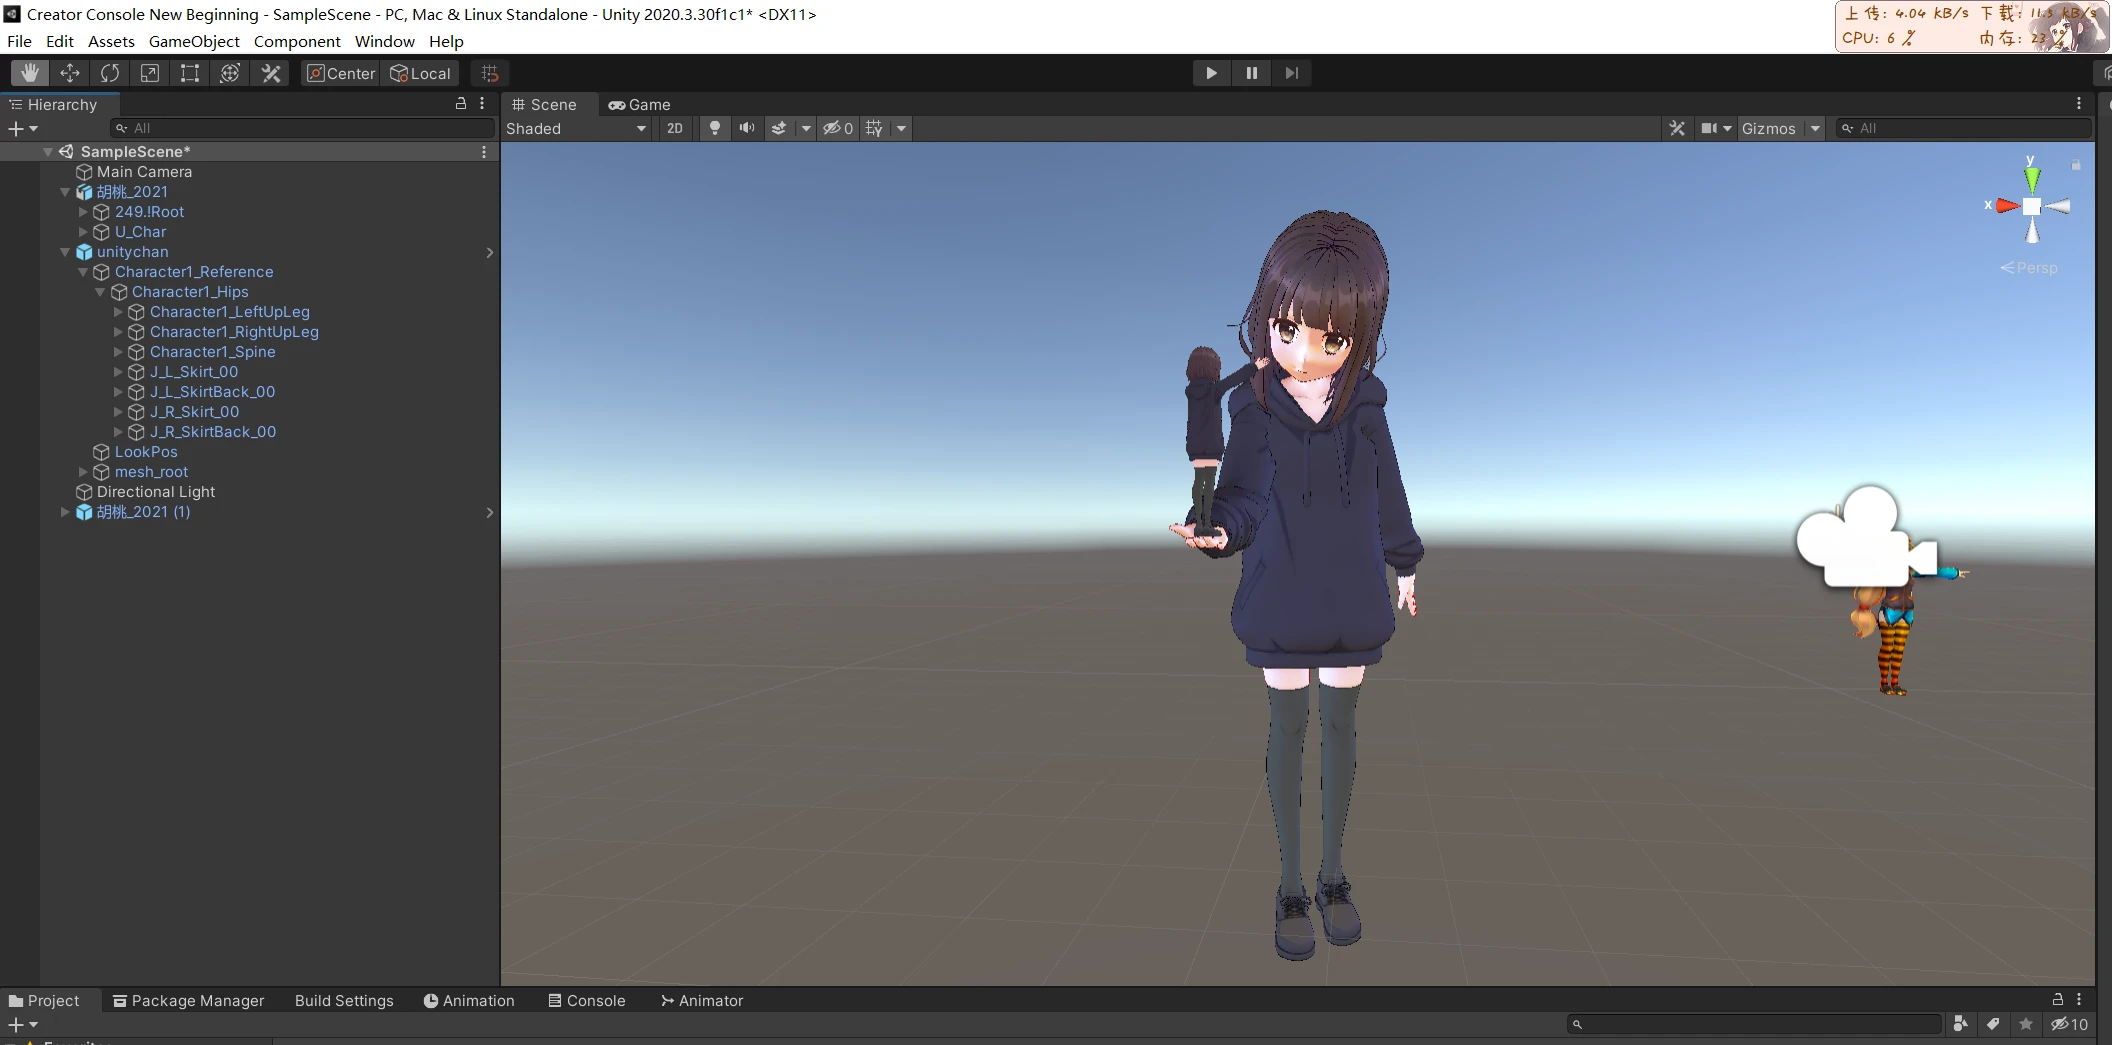 Creator Console New Beginning - SampleScene - PC, Mac & Linux Standalone - Unity 2020.3.30f1c1* <DX11>
上传: 4.04 KB/s 下载: 11.5 KB/s
CPU: 6 % 内存: 23 %
File Edit Assets GameObject Component Window Help
Center Local
Hierarchy
All
SampleScene*
Main Camera
胡桃_2021
249.!Root
U_Char
unitychan
Character1_Reference
Character1_Hips
Character1_LeftUpLeg
Character1_RightUpLeg
Character1_Spine
J_L_Skirt_00
J_L_SkirtBack_00
J_R_Skirt_00
J_R_SkirtBack_00
LookPos
mesh_root
Directional Light
胡桃_2021 (1)
Scene Game
Shaded 2D 0 Gizmos All
y
x
Persp
Project Package Manager Build Settings Animation Console Animator
10
Favorites